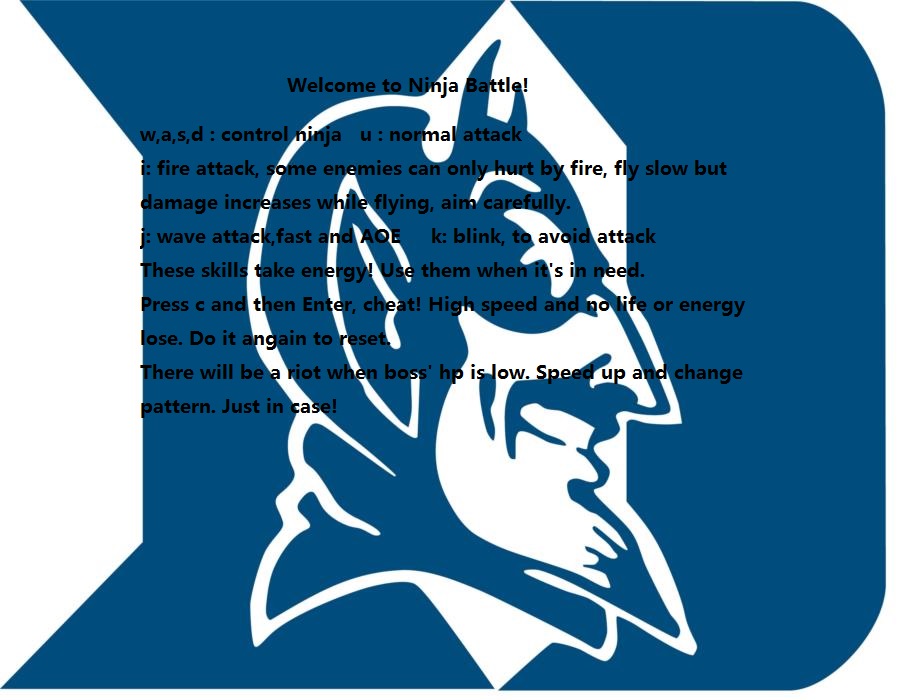 Welcome to Ninja Battle!
w,a,s,d : control ninja   u : normal attack
i: fire attack, some enemies can only hurt by fire, fly slow but
damage increases while flying, aim carefully.
j: wave attack,fast and AOE     k: blink, to avoid attack
These skills take energy! Use them when it's in need.
Press c and then Enter, cheat! High speed and no life or energy
lose. Do it angain to reset.
There will be a riot when boss' hp is low. Speed up and change
pattern. Just in case!